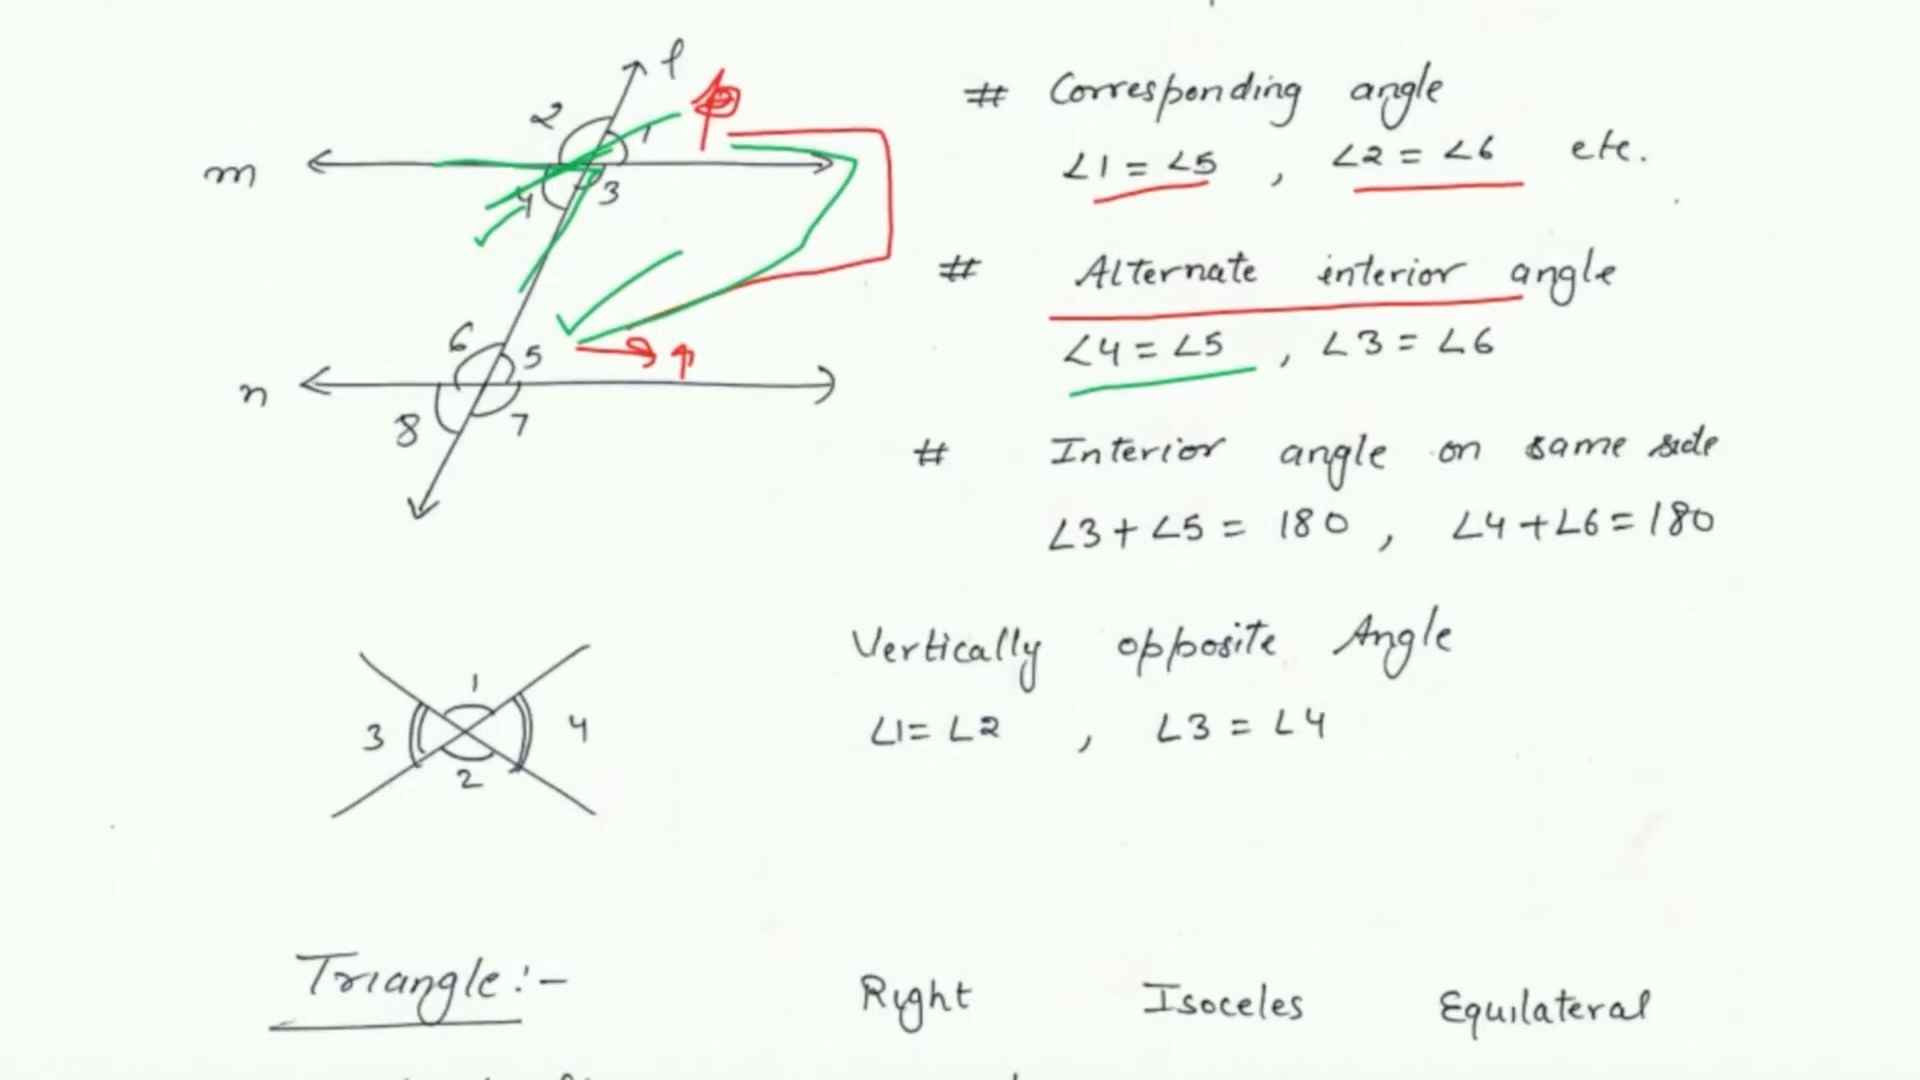 l
2 1
m
4 3
6 5
n
8 7
# Corresponding angle
∠1 = ∠5 , ∠2 = ∠6 etc.
# Alternate interior angle
∠4 = ∠5 , ∠3 = ∠6
# Interior angle on same side
∠3 + ∠5 = 180 , ∠4 + ∠6 = 180
1
3 4
2
Vertically opposite Angle
∠1 = ∠2 , ∠3 = ∠4
Triangle :- Right Isoceles Equilateral